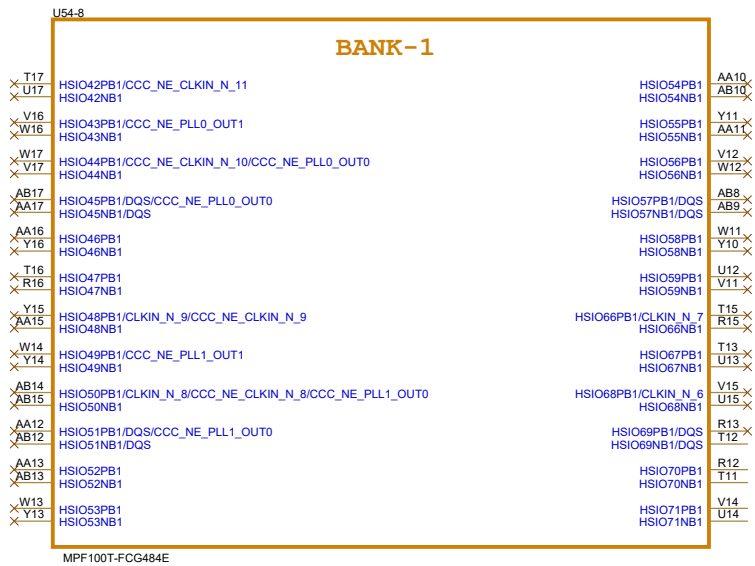 U54-8
BANK-1
T17 HSIO42PB1/CCC_NE_CLKIN_N_11 HSIO54PB1 AA10
U17 HSIO42NB1 HSIO54NB1 AB10
V16 HSIO43PB1/CCC_NE_PLL0_OUT1 HSIO55PB1 Y11
W16 HSIO43NB1 HSIO55NB1 AA11
W17 HSIO44PB1/CCC_NE_CLKIN_N_10/CCC_NE_PLL0_OUT0 HSIO56PB1 V12
V17 HSIO44NB1 HSIO56NB1 W12
AB17 HSIO45PB1/DQS/CCC_NE_PLL0_OUT0 HSIO57PB1/DQS AB8
AA17 HSIO45NB1/DQS HSIO57NB1/DQS AB9
AA16 HSIO46PB1 HSIO58PB1 W11
Y16 HSIO46NB1 HSIO58NB1 Y10
T16 HSIO47PB1 HSIO59PB1 U12
R16 HSIO47NB1 HSIO59NB1 V11
Y15 HSIO48PB1/CLKIN_N_9/CCC_NE_CLKIN_N_9 HSIO66PB1/CLKIN_N_7 T15
AA15 HSIO48NB1 HSIO66NB1 R15
W14 HSIO49PB1/CCC_NE_PLL1_OUT1 HSIO67PB1 T13
Y14 HSIO49NB1 HSIO67NB1 U13
AB14 HSIO50PB1/CLKIN_N_8/CCC_NE_CLKIN_N_8/CCC_NE_PLL1_OUT0 HSIO68PB1/CLKIN_N_6 V15
AB15 HSIO50NB1 HSIO68NB1 U15
AA12 HSIO51PB1/DQS/CCC_NE_PLL1_OUT0 HSIO69PB1/DQS R13
AB12 HSIO51NB1/DQS HSIO69NB1/DQS T12
AA13 HSIO52PB1 HSIO70PB1 R12
AB13 HSIO52NB1 HSIO70NB1 T11
W13 HSIO53PB1 HSIO71PB1 V14
Y13 HSIO53NB1 HSIO71NB1 U14
MPF100T-FCG484E